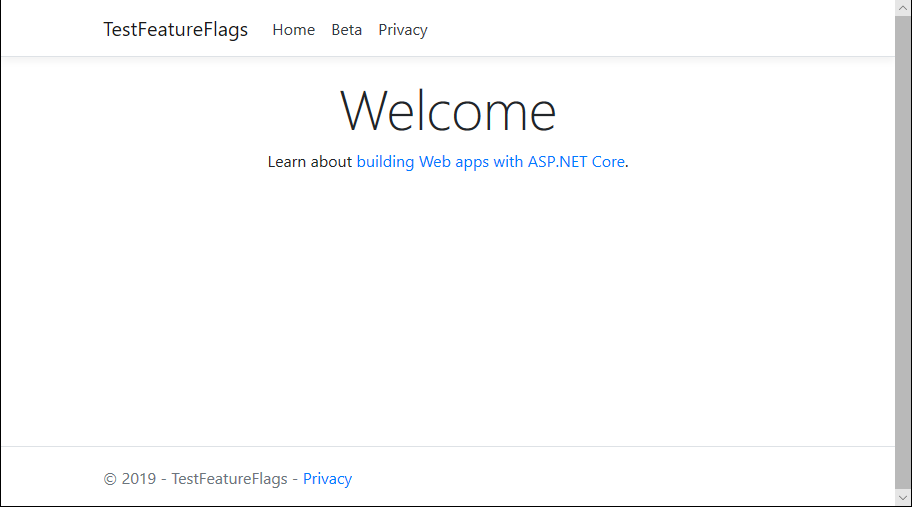 TestFeatureFlags Home Beta Privacy
Welcome
Learn about building Web apps with ASP.NET Core.
© 2019 - TestFeatureFlags - Privacy